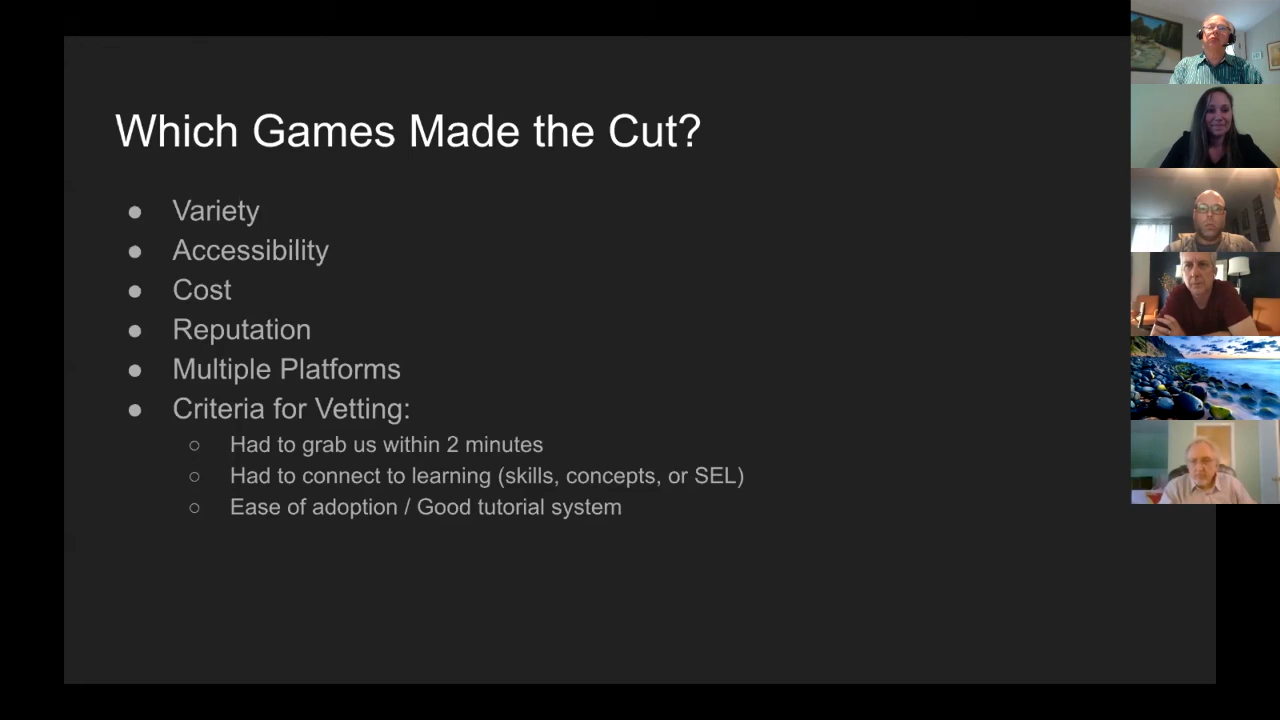 Which Games Made the Cut?
● Variety
● Accessibility
● Cost
● Reputation
● Multiple Platforms
● Criteria for Vetting:
○ Had to grab us within 2 minutes
○ Had to connect to learning (skills, concepts, or SEL)
○ Ease of adoption / Good tutorial system